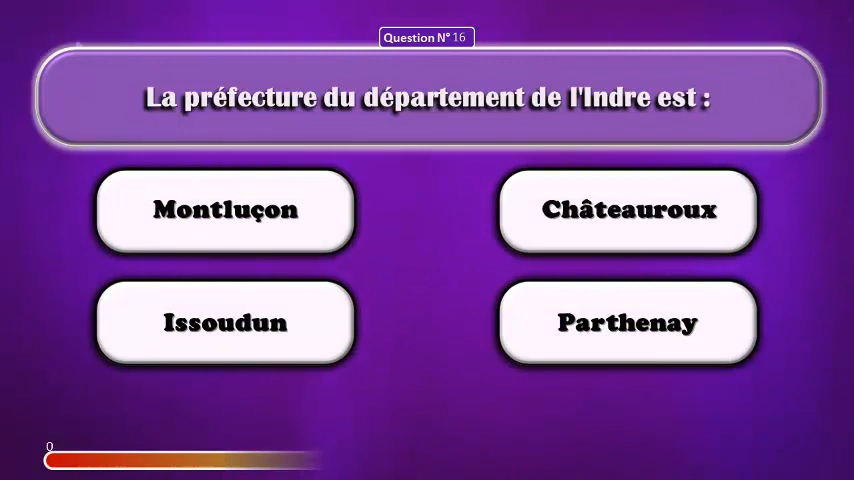 Question N° 16
La préfecture du département de l'Indre est :
Montluçon
Châteauroux
Issoudun
Parthenay
0